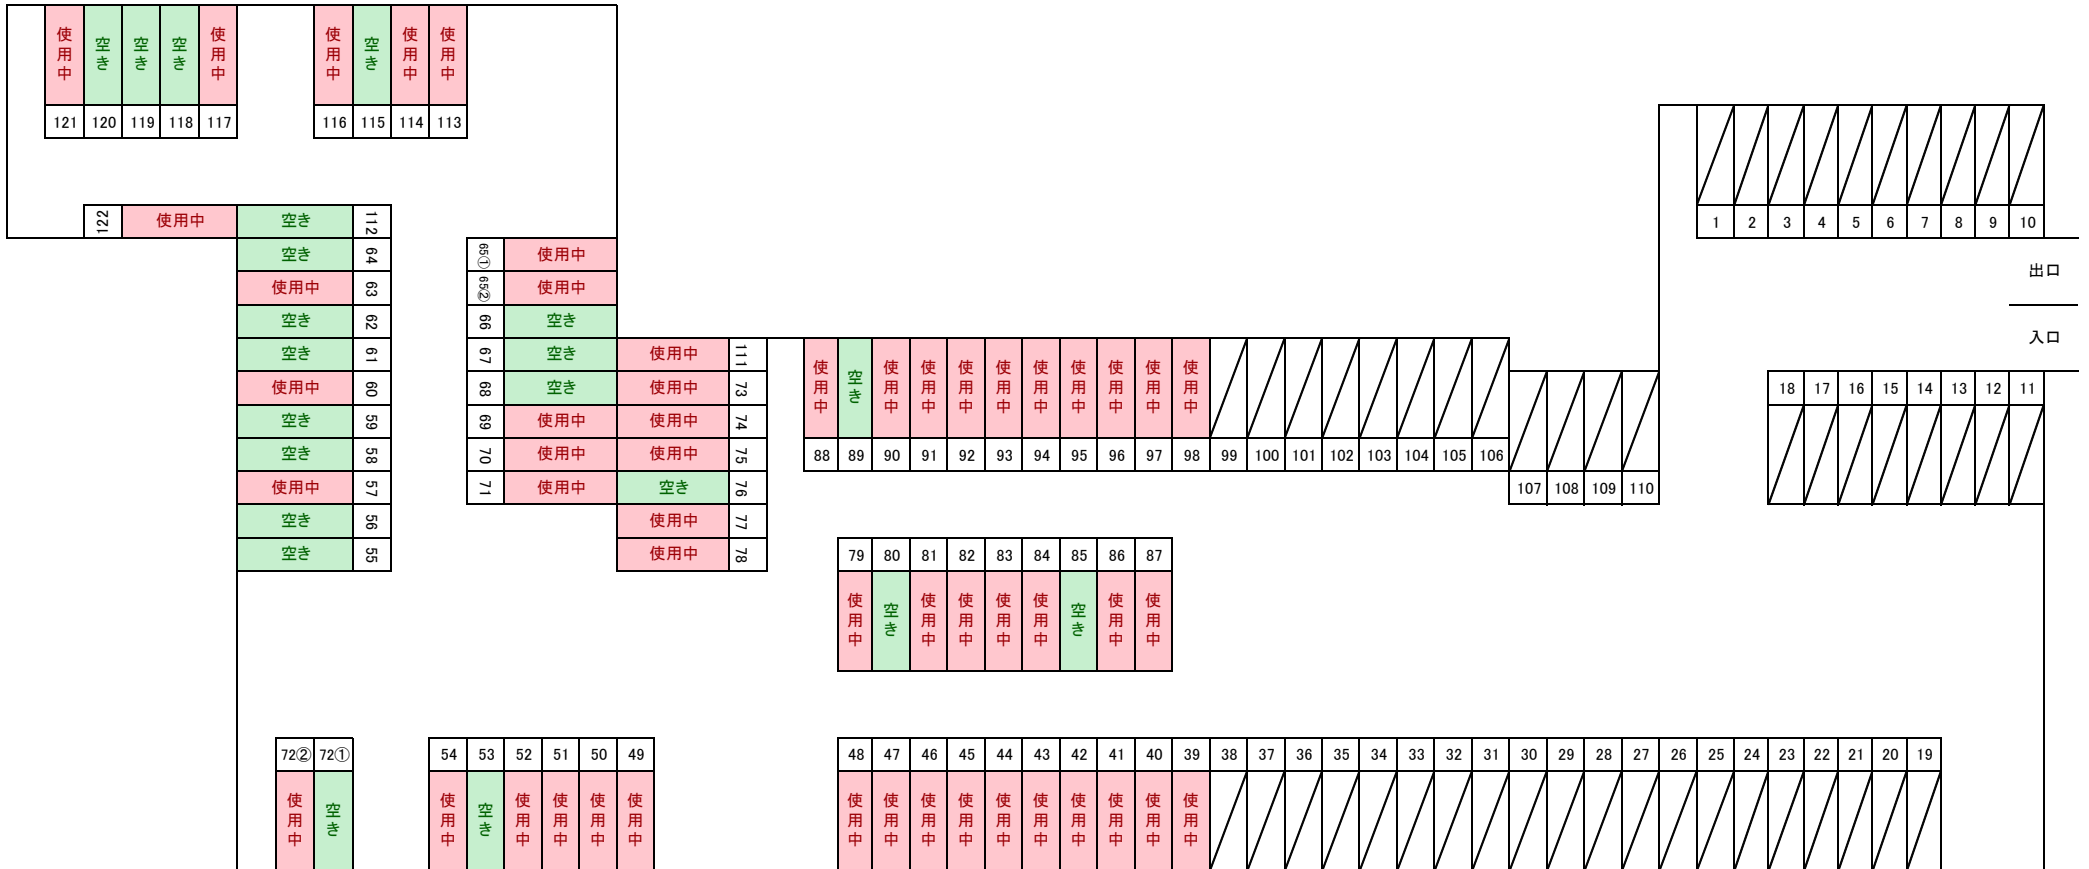 使用中 空き 空き 空き 使用中 使用中 空き 使用中 使用中
121 120 119 118 117 116 115 114 113
1 2 3 4 5 6 7 8 9 10
122 使用中 空き 112
空き 64 65① 使用中
出口
使用中 63 65② 使用中
空き 62 66 空き
入口
空き 61 67 空き 使用中 111
使用中 60 68 空き 使用中 73
使用中 空き 使用中 使用中 使用中 使用中 使用中 使用中 使用中 使用中 使用中
18 17 16 15 14 13 12 11
空き 59 69 使用中 使用中 74
空き 58 70 使用中 使用中 75
88 89 90 91 92 93 94 95 96 97 98 99 100 101 102 103 104 105 106
使用中 57 71 使用中 空き 76
107 108 109 110
空き 56 使用中 77
空き 55 使用中 78
79 80 81 82 83 84 85 86 87
使用中 空き 使用中 使用中 使用中 使用中 空き 使用中 使用中
72② 72① 54 53 52 51 50 49 48 47 46 45 44 43 42 41 40 39 38 37 36 35 34 33 32 31 30 29 28 27 26 25 24 23 22 21 20 19
使用中 空き 使用中 空き 使用中 使用中 使用中 使用中 使用中 使用中 使用中 使用中 使用中 使用中 使用中 使用中 使用中 使用中